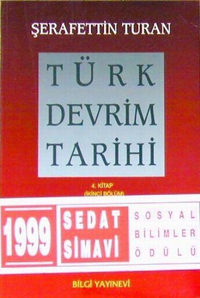 ŞERAFETTİN TURAN
TÜRK
DEVRİM
TARİHİ
4. KİTAP
(İKİNCİ BÖLÜM)
1999
SEDAT
SİMAVİ
SOSYAL
BİLİMLER
ÖDÜLÜ
BİLGİ YAYINEVİ